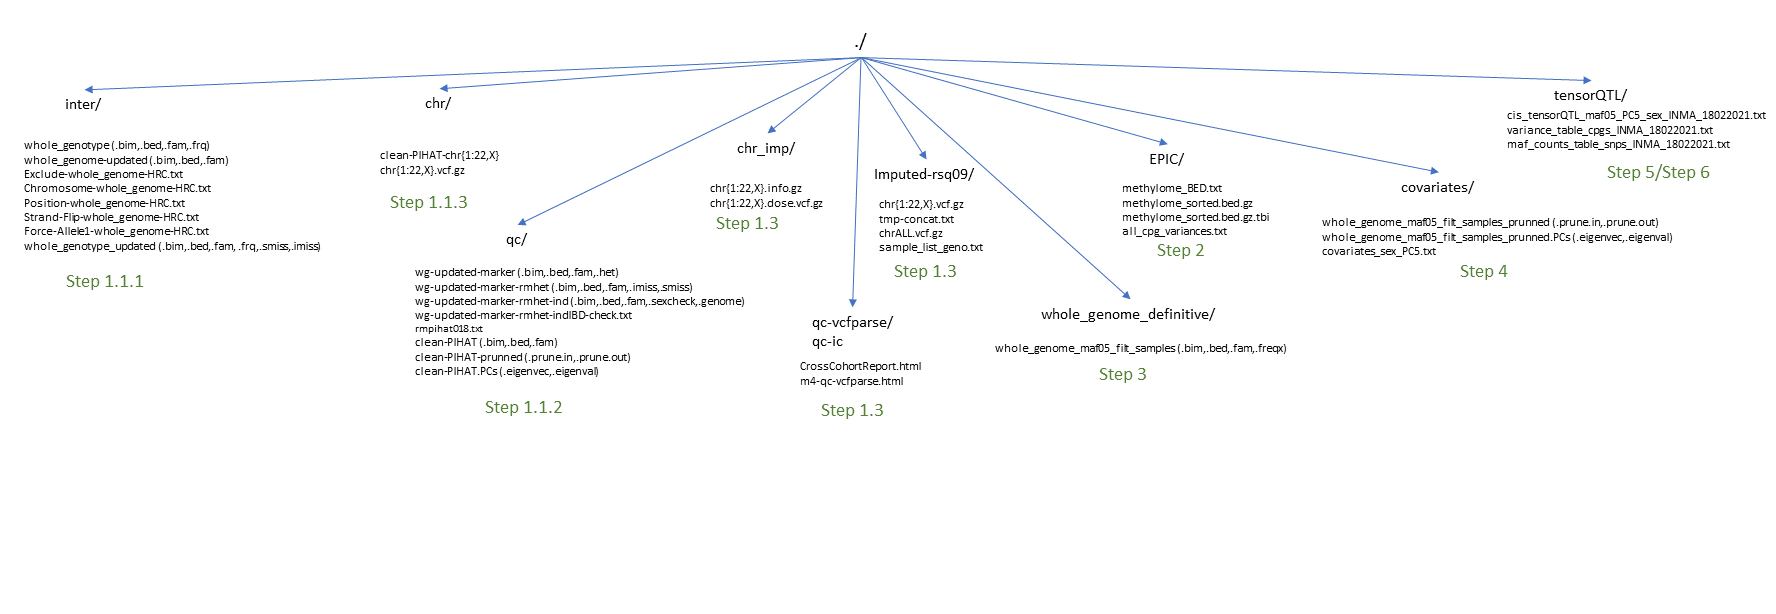 ./
inter/
whole_genotype (.bim,.bed,.fam,.frq)
whole_genome-updated (.bim,.bed,.fam)
Exclude-whole_genome-HRC.txt
Chromosome-whole_genome-HRC.txt
Position-whole_genome-HRC.txt
Strand-Flip-whole_genome-HRC.txt
Force-Allele1-whole_genome-HRC.txt
whole_genotype_updated (.bim,.bed,.fam, .frq,.smiss,.imiss)
Step 1.1.1
chr/
clean-PIHAT-chr{1:22,X}
chr{1:22,X}.vcf.gz
Step 1.1.3
qc/
wg-updated-marker (.bim,.bed,.fam,.het)
wg-updated-marker-rmhet (.bim,.bed,.fam,.imiss,.smiss)
wg-updated-marker-rmhet-ind (.bim,.bed,.fam,.sexcheck,.genome)
wg-updated-marker-rmhet-indIBD-check.txt
rmpihat018.txt
clean-PIHAT (.bim,.bed,.fam)
clean-PIHAT-prunned (.prune.in,.prune.out)
clean-PIHAT.PCs (.eigenvec,.eigenval)
Step 1.1.2
chr_imp/
chr{1:22,X}.info.gz
chr{1:22,X}.dose.vcf.gz
Step 1.3
qc-vcfparse/
qc-ic
CrossCohortReport.html
m4-qc-vcfparse.html
Step 1.3
Imputed-rsq09/
chr{1:22,X}.vcf.gz
tmp-concat.txt
chrALL.vcf.gz
sample_list_geno.txt
Step 1.3
whole_genome_definitive/
whole_genome_maf05_filt_samples (.bim,.bed,.fam,.freqx)
Step 3
EPIC/
methylome_BED.txt
methylome_sorted.bed.gz
methylome_sorted.bed.gz.tbi
all_cpg_variances.txt
Step 2
covariates/
whole_genome_maf05_filt_samples_prunned (.prune.in,.prune.out)
whole_genome_maf05_filt_samples_prunned.PCs (.eigenvec,.eigenval)
covariates_sex_PC5.txt
Step 4
tensorQTL/
cis_tensorQTL_maf05_PC5_sex_INMA_18022021.txt
variance_table_cpgs_INMA_18022021.txt
maf_counts_table_snps_INMA_18022021.txt
Step 5/Step 6